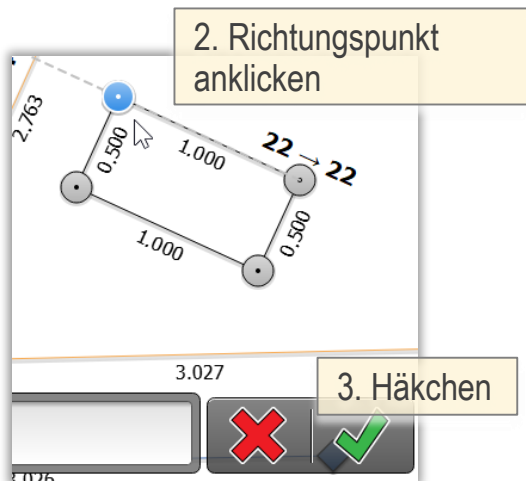 2. Richtungspunkt
anklicken
2.763
0.500
1.000
22 → 22
0.500
1.000
3.027
3. Häkchen